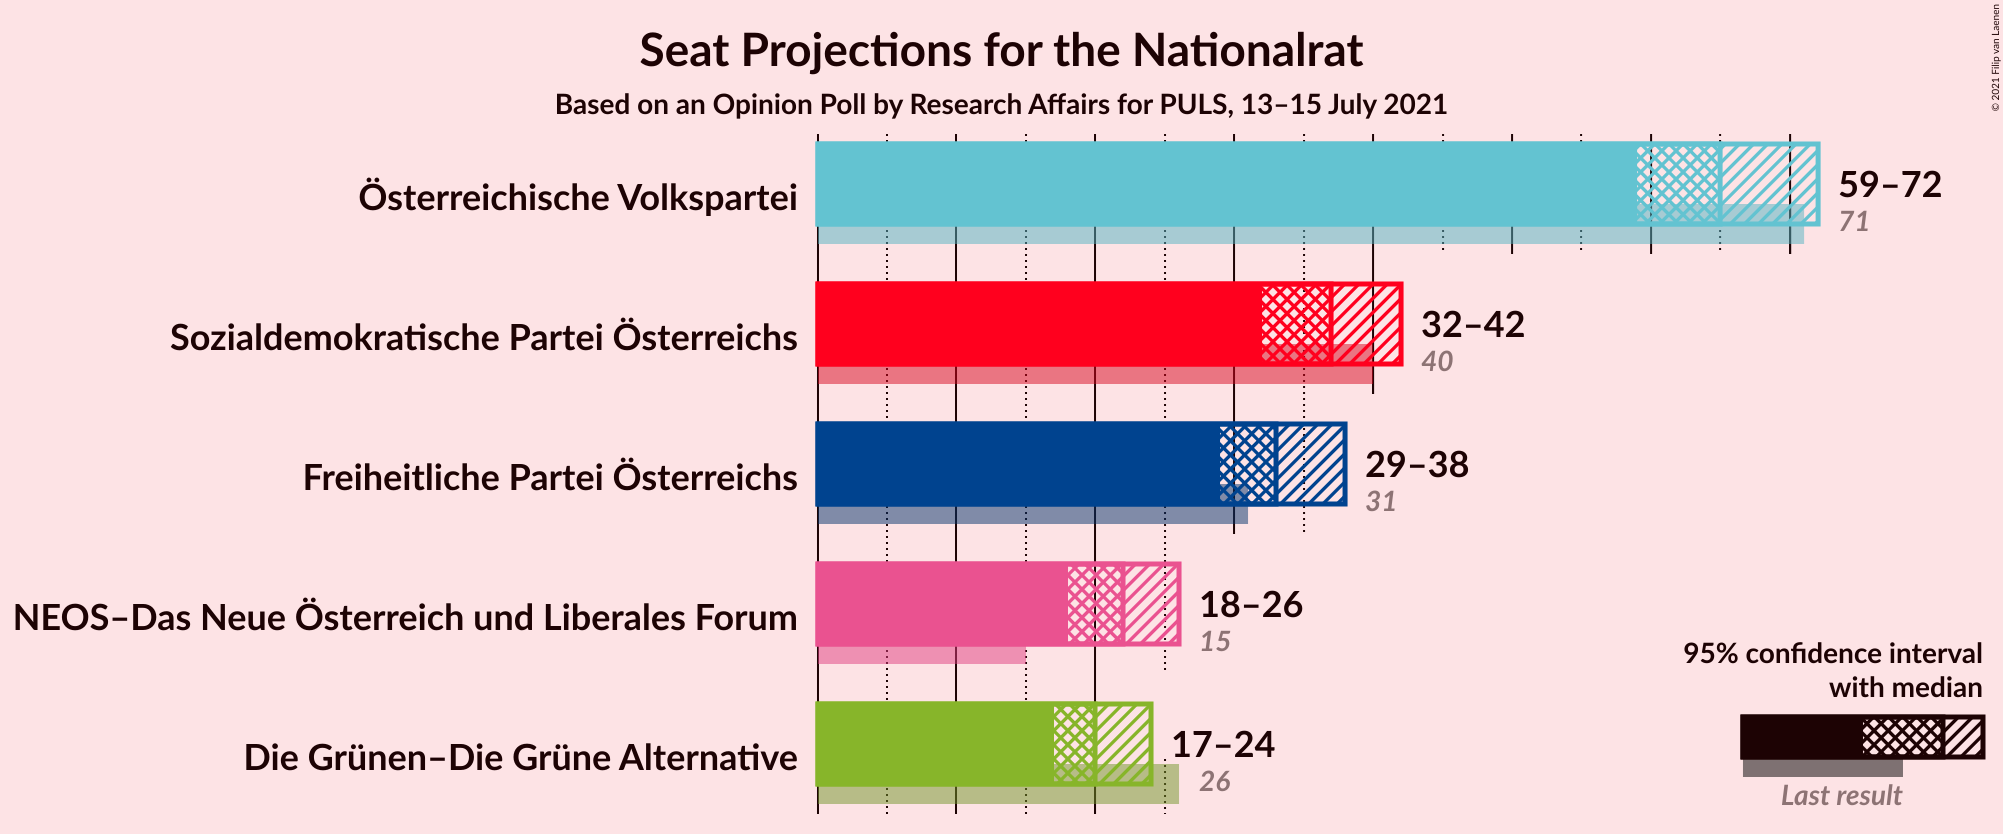 Seat Projections for the Nationalrat
Based on an Opinion Poll by Research Affairs for PULS, 13–15 July 2021
© 2021 Filip van Laenen
Österreichische Volkspartei
59–72
71
Sozialdemokratische Partei Österreichs
32–42
40
Freiheitliche Partei Österreichs
29–38
31
NEOS–Das Neue Österreich und Liberales Forum
18–26
15
Die Grünen–Die Grüne Alternative
17–24
26
95% confidence interval
with median
Last result